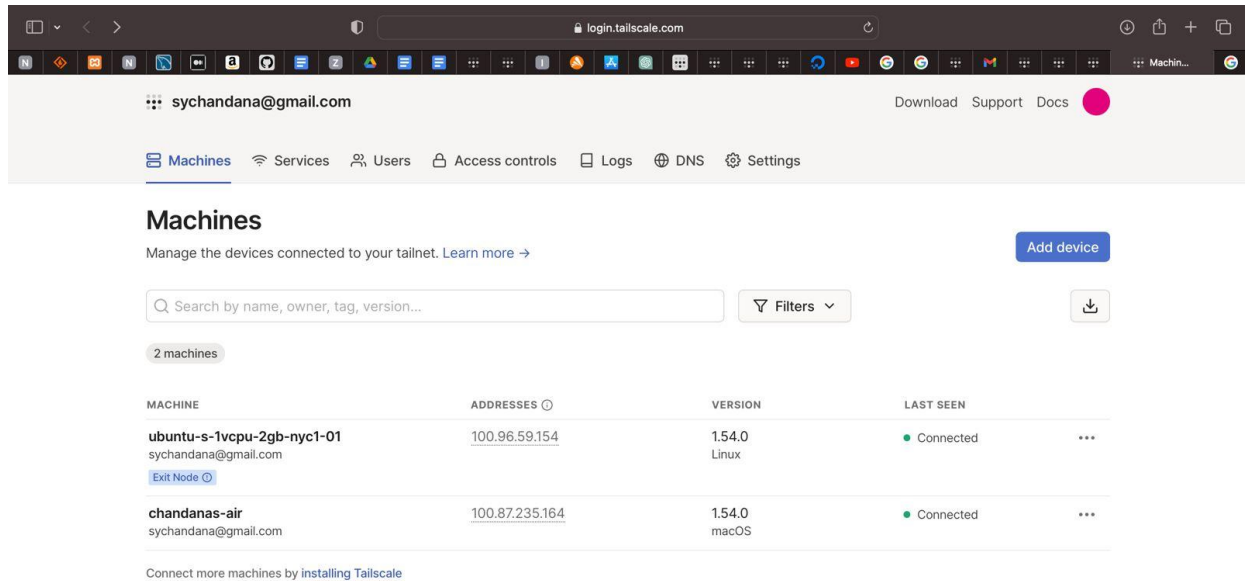 login.tailscale.com
Machin...
sychandana@gmail.com
Download Support Docs
Machines Services Users Access controls Logs DNS Settings
Machines
Manage the devices connected to your tailnet. Learn more →
Add device
Search by name, owner, tag, version...
Filters
2 machines
MACHINE ADDRESSES VERSION LAST SEEN
ubuntu-s-1vcpu-2gb-nyc1-01 100.96.59.154 1.54.0 Connected
sychandana@gmail.com Linux
Exit Node
chandanas-air 100.87.235.164 1.54.0 Connected
sychandana@gmail.com macOS
Connect more machines by installing Tailscale